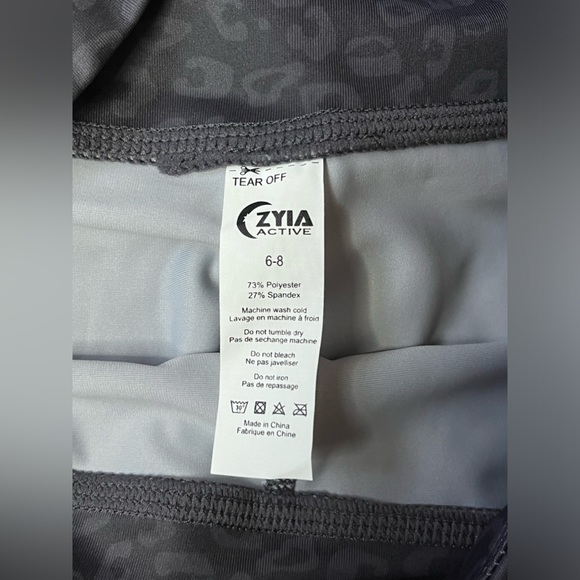 TEAR OFF
ZYIA
ACTIVE
6-8
73% Polyester
27% Spandex
Machine wash cold
Lavage en machine à froid
Do not tumble dry
Pas de sechange machine
Do not bleach
Ne pas javelliser
Do not iron
Pas de repassage
30°
Made in China
Fabrique en Chine